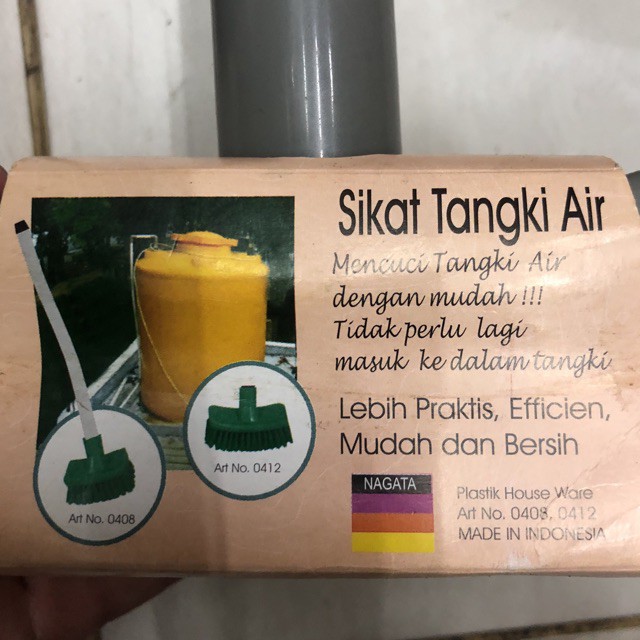 Sikat Tangki Air
Mencuci Tangki Air
dengan mudah !!!
Tidak perlu lagi
masuk ke dalam tangki
Lebih Praktis, Efficien,
Mudah dan Bersih
Art No. 0412
Art No. 0408
NAGATA
Plastik House Ware
Art No. 0408, 0412
MADE IN INDONESIA